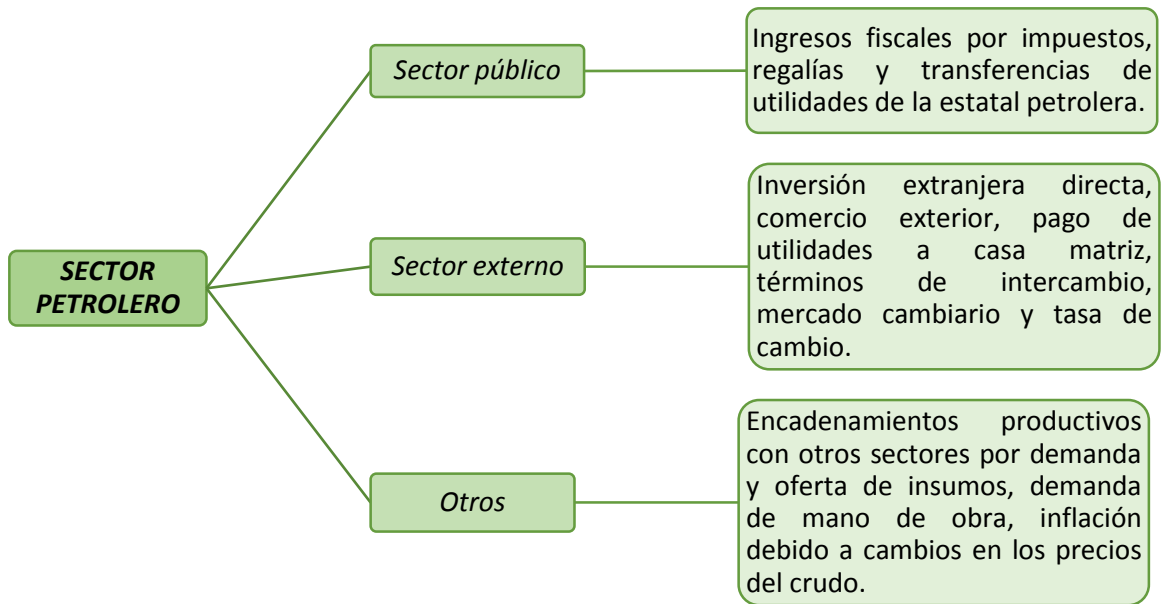 SECTOR
PETROLERO
Sector público
Ingresos fiscales por impuestos,
regalías y transferencias de
utilidades de la estatal petrolera.
Sector externo
Inversión extranjera directa,
comercio exterior, pago de
utilidades a casa matriz,
términos de intercambio,
mercado cambiario y tasa de
cambio.
Otros
Encadenamientos productivos
con otros sectores por demanda
y oferta de insumos, demanda
de mano de obra, inflación
debido a cambios en los precios
del crudo.